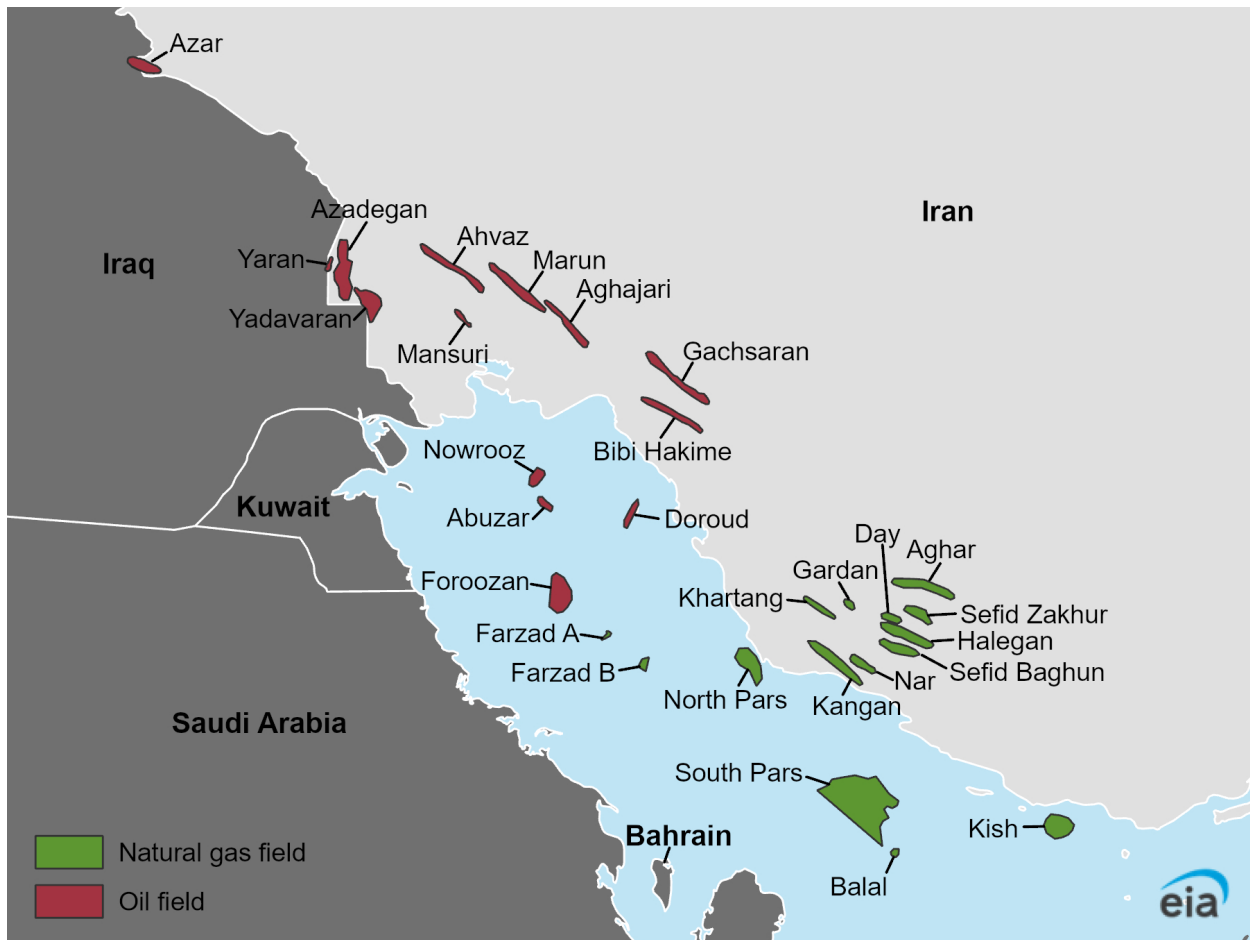 Azar
Iran
Azadegan
Ahvaz
Yaran
Iraq
Marun
Aghajari
Yadavaran
Mansuri
Gachsaran
Nowrooz
Bibi Hakime
Kuwait
Abuzar
Doroud
Day
Aghar
Gardan
Foroozan
Khartang
Sefid Zakhur
Farzad A
Halegan
Farzad B
Sefid Baghun
Nar
North Pars
Kangan
Saudi Arabia
South Pars
Kish
Bahrain
Natural gas field
Balal
Oil field
eia